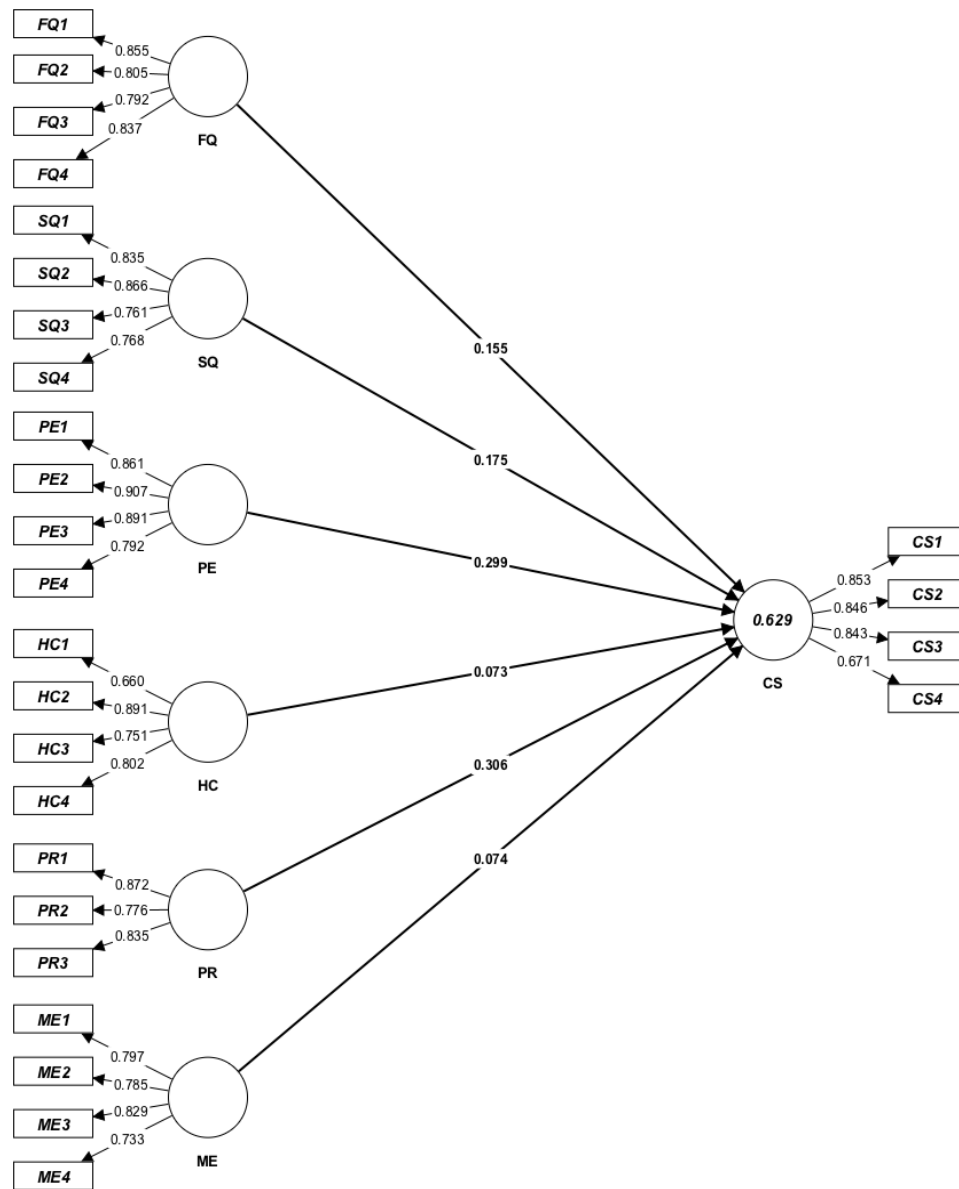 FQ1
0.855
FQ2
0.805
FQ3
0.792
0.837
FQ4
FQ
SQ1
0.835
SQ2
0.866
SQ3
0.761
0.768
SQ4
SQ
PE1
0.861
PE2
0.907
PE3
0.891
0.792
PE4
PE
HC1
0.660
HC2
0.891
HC3
0.751
0.802
HC4
HC
PR1
0.872
PR2
0.776
PR3
0.835
PR
ME1
0.797
ME2
0.785
ME3
0.829
0.733
ME4
ME
0.155
0.175
0.299
0.073
0.306
0.074
0.629
CS
CS1
0.853
CS2
0.846
CS3
0.843
0.671
CS4